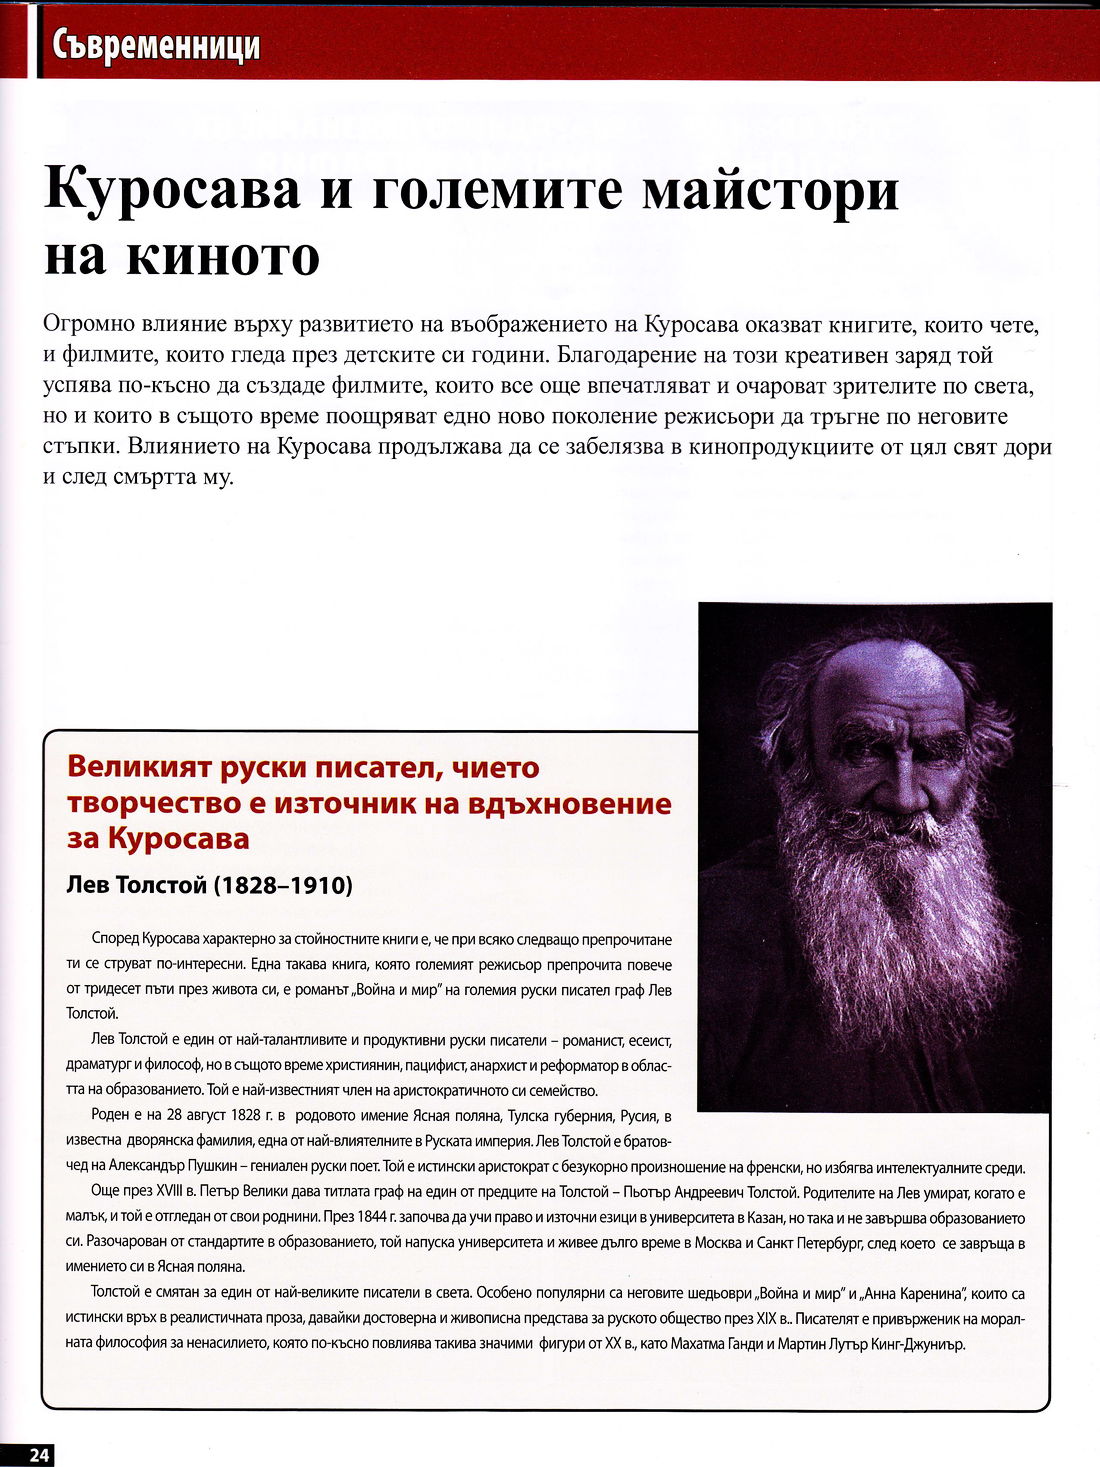 Съвременници
Куросава и големите майстори
на киното
Огромно влияние върху развитието на въображението на Куросава оказват книгите, които чете,
и филмите, които гледа през детските си години. Благодарение на този креативен заряд той
успява по-късно да създаде филмите, които все още впечатляват и очароват зрителите по света,
но и които в същото време поощряват едно ново поколение режисьори да тръгне по неговите
стъпки. Влиянието на Куросава продължава да се забелязва в кинопродукциите от цял свят дори
и след смъртта му.
Великият руски писател, чието
творчество е източник на вдъхновение
за Куросава
Лев Толстой (1828–1910)
Според Куросава характерно за стойностните книги е, че при всяко следващо препрочитане
ти се струват по-интересни. Една такава книга, която големият режисьор препрочита повече
от тридесет пъти през живота си, е романът „Война и мир” на големия руски писател граф Лев
Толстой.
Лев Толстой е един от най-талантливите и продуктивни руски писатели – романист, есеист,
драматург и философ, но в същото време християнин, пацифист, анархист и реформатор в облас-
тта на образованието. Той е най-известният член на аристократичното си семейство.
Роден е на 28 август 1828 г. в родовото имение Ясная поляна, Тулска губерния, Русия, в
известна дворянска фамилия, една от най-влиятелните в Руската империя. Лев Толстой е братов-
чед на Александър Пушкин – гениален руски поет. Той е истински аристократ с безукорно произношение на френски, но избягва интелектуалните среди.
Още през XVIII в. Петър Велики дава титлата граф на един от предците на Толстой – Пьотър Андреевич Толстой. Родителите на Лев умират, когато е
малък, и той е отгледан от свои роднини. През 1844 г. започва да учи право и източни езици в университета в Казан, но така и не завършва образованието
си. Разочарован от стандартите в образованието, той напуска университета и живее дълго време в Москва и Санкт Петербург, след което се завръща в
имението си в Ясная поляна.
Толстой е смятан за един от най-великите писатели в света. Особено популярни са неговите шедьоври „Война и мир” и „Анна Каренина”, които са
истински връх в реалистичната проза, давайки достоверна и живописна представа за руското общество през XIX в.. Писателят е привърженик на морал-
ната философия за ненасилието, която по-късно повлиява такива значими фигури от XX в., като Махатма Ганди и Мартин Лутър Кинг-Джуниър.
24